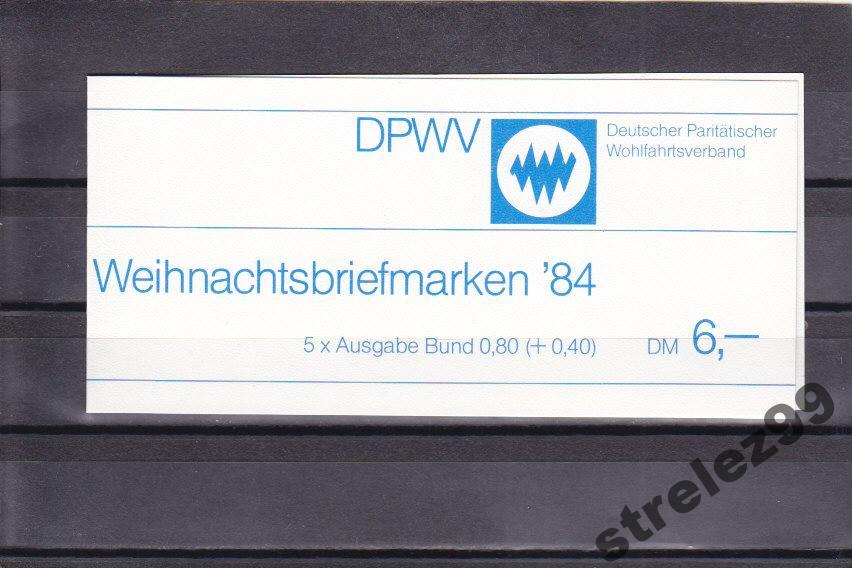 DPWV
Deutscher Paritätischer
Wohlfahrtsverband
Weihnachtsbriefmarken '84
5 x Ausgabe Bund 0,80 (+ 0,40)
DM 6,—
strelez99